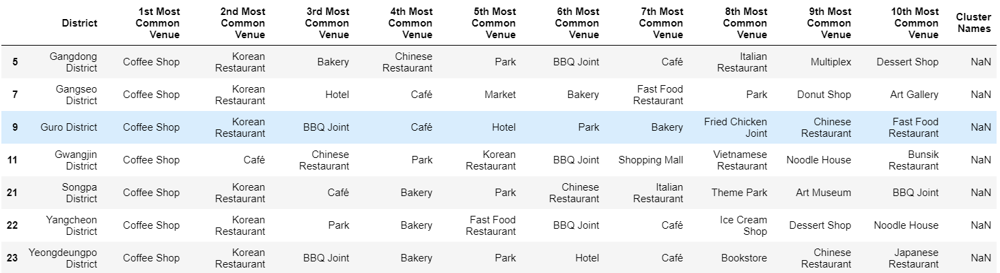 District 1st Most Common Venue 2nd Most Common Venue 3rd Most Common Venue 4th Most Common Venue 5th Most Common Venue 6th Most Common Venue 7th Most Common Venue 8th Most Common Venue 9th Most Common Venue 10th Most Common Venue Cluster Names
5 Gangdong District Coffee Shop Korean Restaurant Bakery Chinese Restaurant Park BBQ Joint Café Italian Restaurant Multiplex Dessert Shop NaN
7 Gangseo District Coffee Shop Korean Restaurant Hotel Café Market Bakery Fast Food Restaurant Park Donut Shop Art Gallery NaN
9 Guro District Coffee Shop Korean Restaurant BBQ Joint Café Hotel Park Bakery Fried Chicken Joint Chinese Restaurant Fast Food Restaurant NaN
11 Gwangjin District Coffee Shop Café Chinese Restaurant Park Korean Restaurant BBQ Joint Shopping Mall Vietnamese Restaurant Noodle House Bunsik Restaurant NaN
21 Songpa District Coffee Shop Korean Restaurant Café Bakery Park Chinese Restaurant Italian Restaurant Theme Park Art Museum BBQ Joint NaN
22 Yangcheon District Coffee Shop Korean Restaurant Park Bakery Fast Food Restaurant BBQ Joint Café Ice Cream Shop Dessert Shop Noodle House NaN
23 Yeongdeungpo District Coffee Shop Korean Restaurant BBQ Joint Bakery Park Hotel Café Bookstore Chinese Restaurant Japanese Restaurant NaN